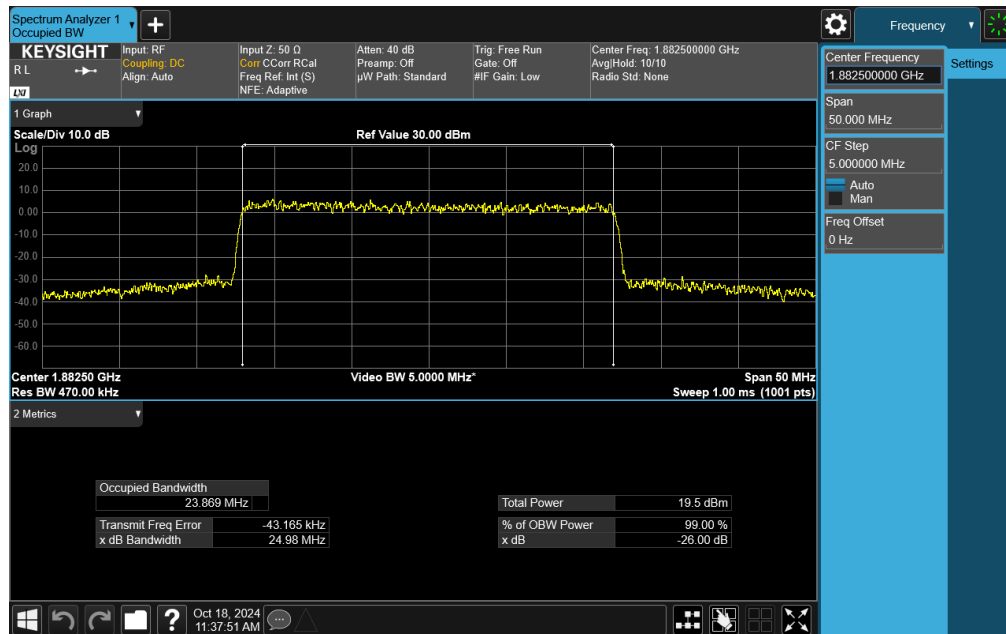 Spectrum Analyzer 1
Occupied BW
Frequency
KEYSIGHT
R L
LXI
Input: RF
Coupling: DC
Align: Auto
Input Z: 50 Ω
Corr CCorr RCal
Freq Ref: Int (S)
NFE: Adaptive
Atten: 40 dB
Preamp: Off
µW Path: Standard
Trig: Free Run
Gate: Off
#IF Gain: Low
Center Freq: 1.882500000 GHz
Avg|Hold: 10/10
Radio Std: None
Center Frequency
1.882500000 GHz
Settings
Span
50.000 MHz
CF Step
5.000000 MHz
Auto
Man
Freq Offset
0 Hz
1 Graph
Scale/Div 10.0 dB
Ref Value 30.00 dBm
Log
20.0
10.0
0.00
-10.0
-20.0
-30.0
-40.0
-50.0
-60.0
Center 1.88250 GHz
Video BW 5.0000 MHz*
Span 50 MHz
Res BW 470.00 kHz
Sweep 1.00 ms (1001 pts)
2 Metrics
Occupied Bandwidth
23.869 MHz
Total Power 19.5 dBm
Transmit Freq Error -43.165 kHz
% of OBW Power 99.00 %
x dB Bandwidth 24.98 MHz
x dB -26.00 dB
?
Oct 18, 2024
11:37:51 AM